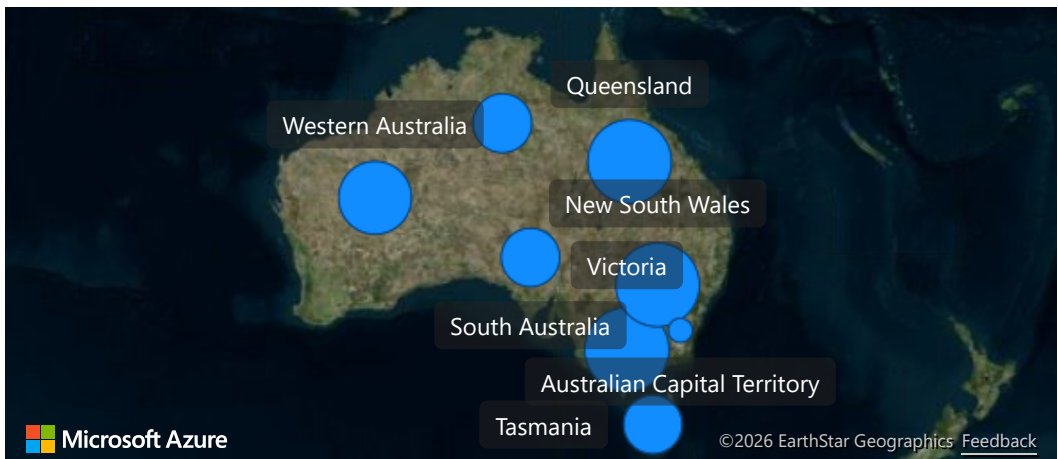 Queensland
Western Australia
New South Wales
Victoria
South Australia
Australian Capital Territory
Tasmania
Microsoft Azure
©2026 EarthStar Geographics Feedback